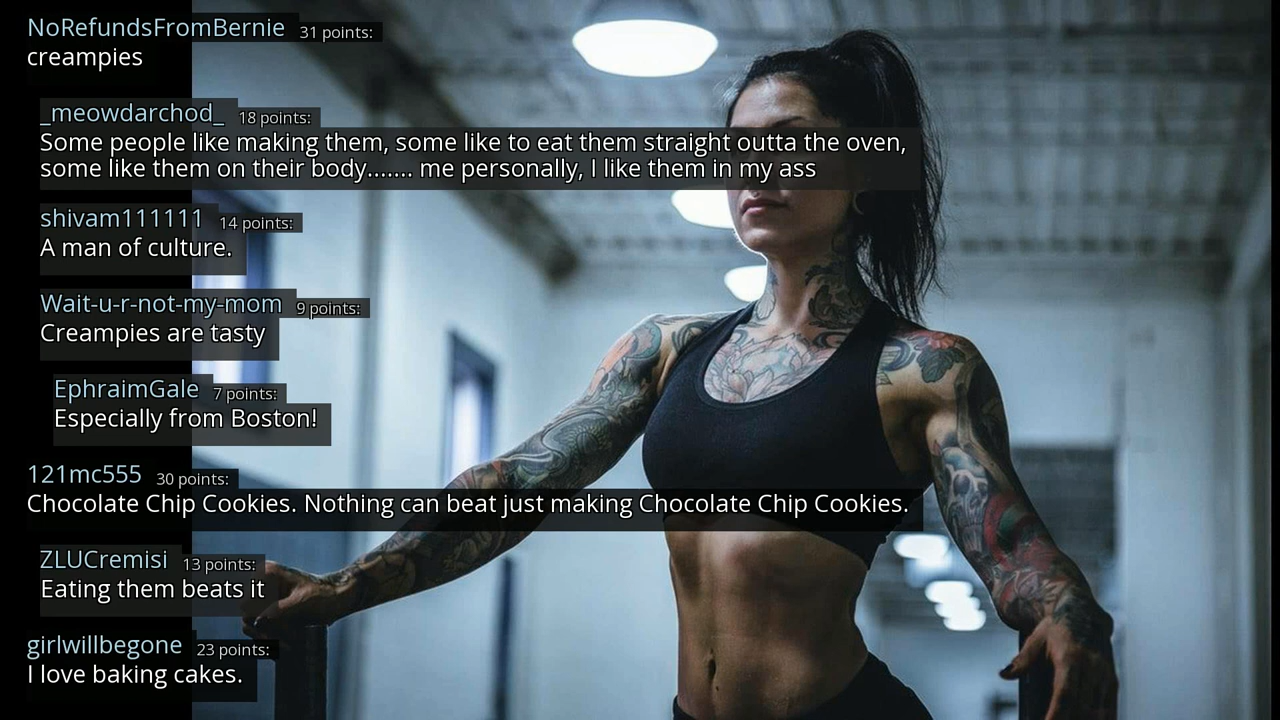 NoRefundsFromBernie 31 points:
creampies
_meowdarchod_ 18 points:
Some people like making them, some like to eat them straight outta the oven,
some like them on their body....... me personally, I like them in my ass
shivam111111 14 points:
A man of culture.
Wait-u-r-not-my-mom 9 points:
Creampies are tasty
EphraimGale 7 points:
Especially from Boston!
121mc555 30 points:
Chocolate Chip Cookies. Nothing can beat just making Chocolate Chip Cookies.
ZLUCremisi 13 points:
Eating them beats it
girlwillbegone 23 points:
I love baking cakes.